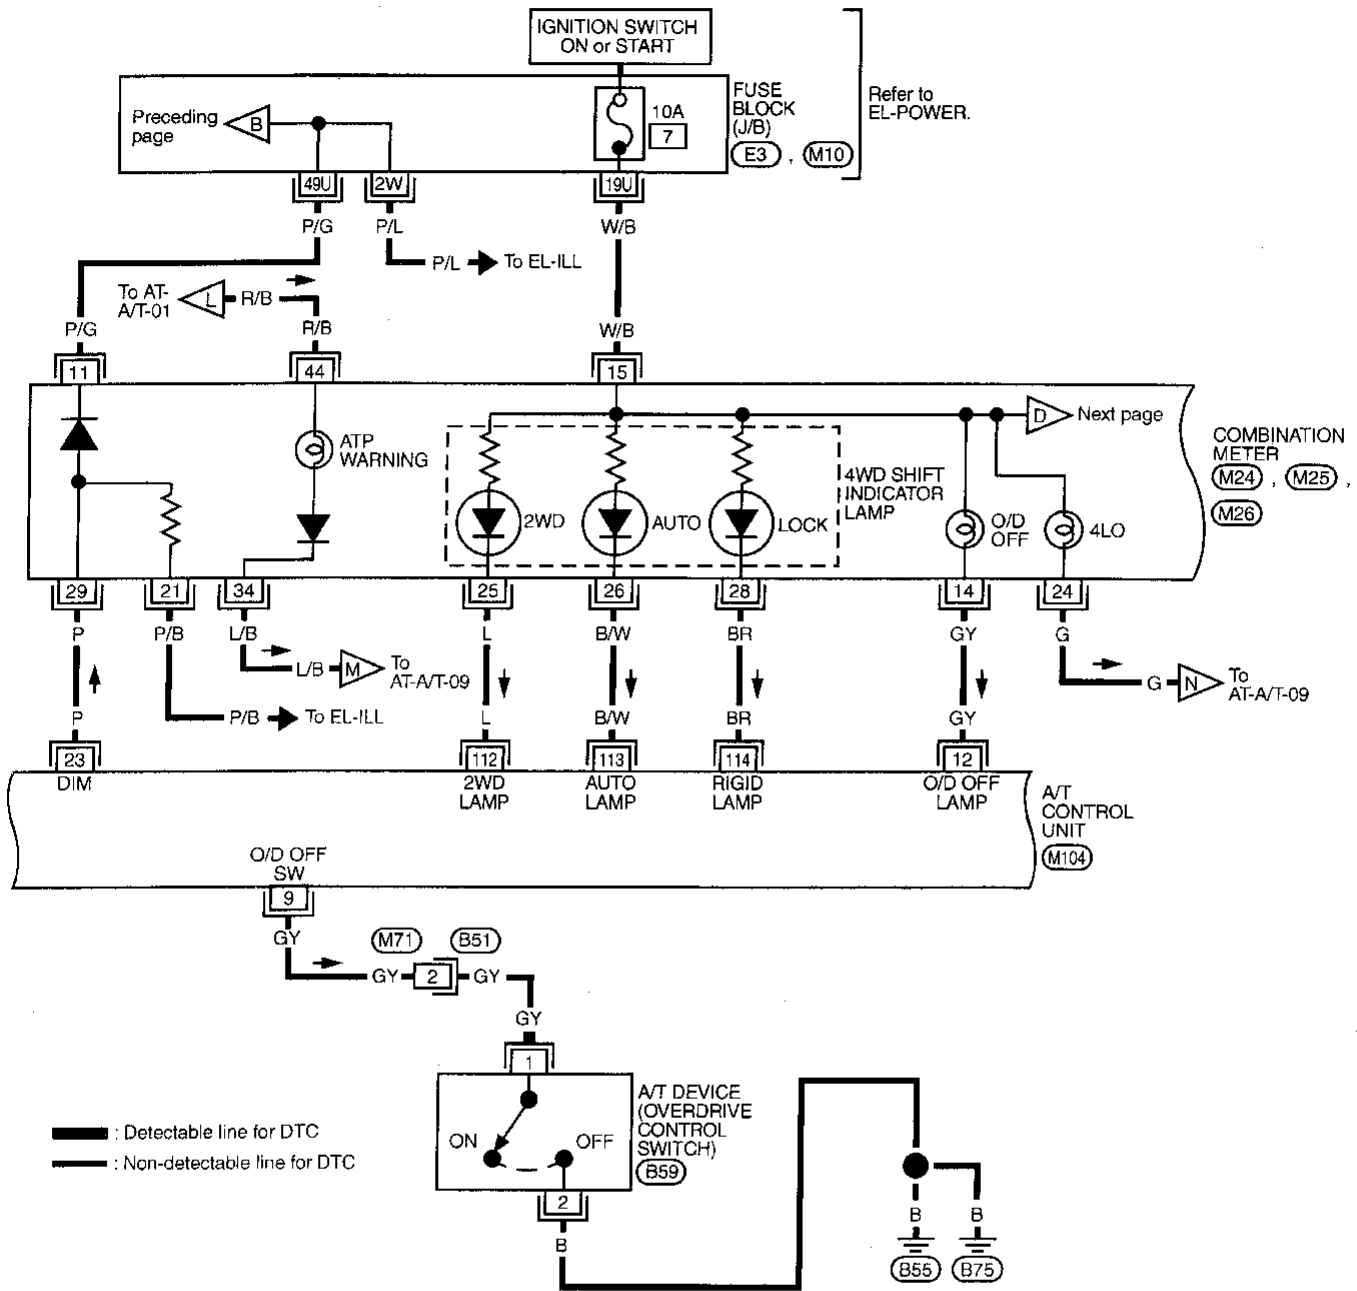 IGNITION SWITCH
ON or START
Preceding
page
B
10A
7
FUSE
BLOCK
(J/B)
E3 , M10
Refer to
EL-POWER.
49U
2W
19U
P/G
P/L
W/B
P/L
To EL-ILL
To AT-
A/T-01
L
R/B
P/G
R/B
W/B
11
44
15
ATP
WARNING
D
Next page
COMBINATION
METER
M24 , M25 ,
M26
4WD SHIFT
INDICATOR
LAMP
2WD
AUTO
LOCK
O/D
OFF
4LO
29
21
34
25
26
28
14
24
P
P/B
L/B
L
B/W
BR
GY
G
L/B
M
To
AT-A/T-09
G
N
To
AT-A/T-09
P
P/B
To EL-ILL
L
B/W
BR
GY
23
112
113
114
12
DIM
2WD
LAMP
AUTO
LAMP
RIGID
LAMP
O/D OFF
LAMP
A/T
CONTROL
UNIT
M104
O/D OFF
SW
9
GY
M71
B51
GY
2
GY
GY
1
A/T DEVICE
(OVERDRIVE
CONTROL
SWITCH)
B59
ON
OFF
: Detectable line for DTC
: Non-detectable line for DTC
2
B
B
B
B55
B75